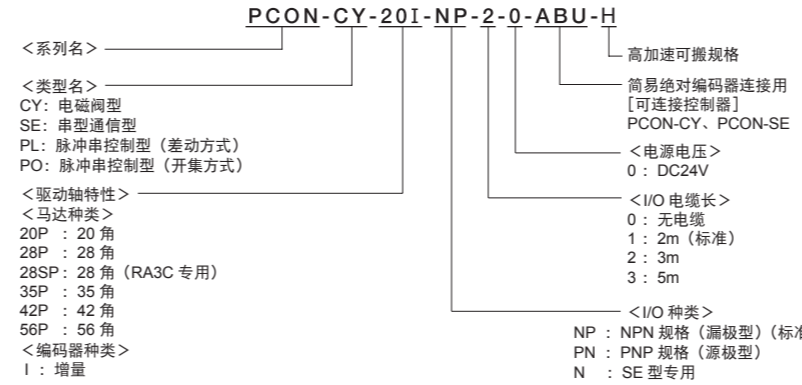 PCON-CY-20I-NP-2-0-ABU-H
<系列名>
<类型名>
CY：电磁阀型
SE：串型通信型
PL：脉冲串控制型（差动方式）
PO：脉冲串控制型（开集方式）
<驱动轴特性>
<马达种类>
20P ：20 角
28P ：28 角
28SP：28 角（RA3C 专用）
35P ：35 角
42P ：42 角
56P ：56 角
<编码器种类>
I ：增量
高加速可搬规格
简易绝对编码器连接用
[可连接控制器]
PCON-CY、PCON-SE
<电源电压>
0：DC24V
<I/O 电缆长>
0：无电缆
1：2m（标准）
2：3m
3：5m
<I/O 种类>
NP ：NPN 规格（漏极型）（标
PN ：PNP 规格（源极型）
N ：SE 型专用